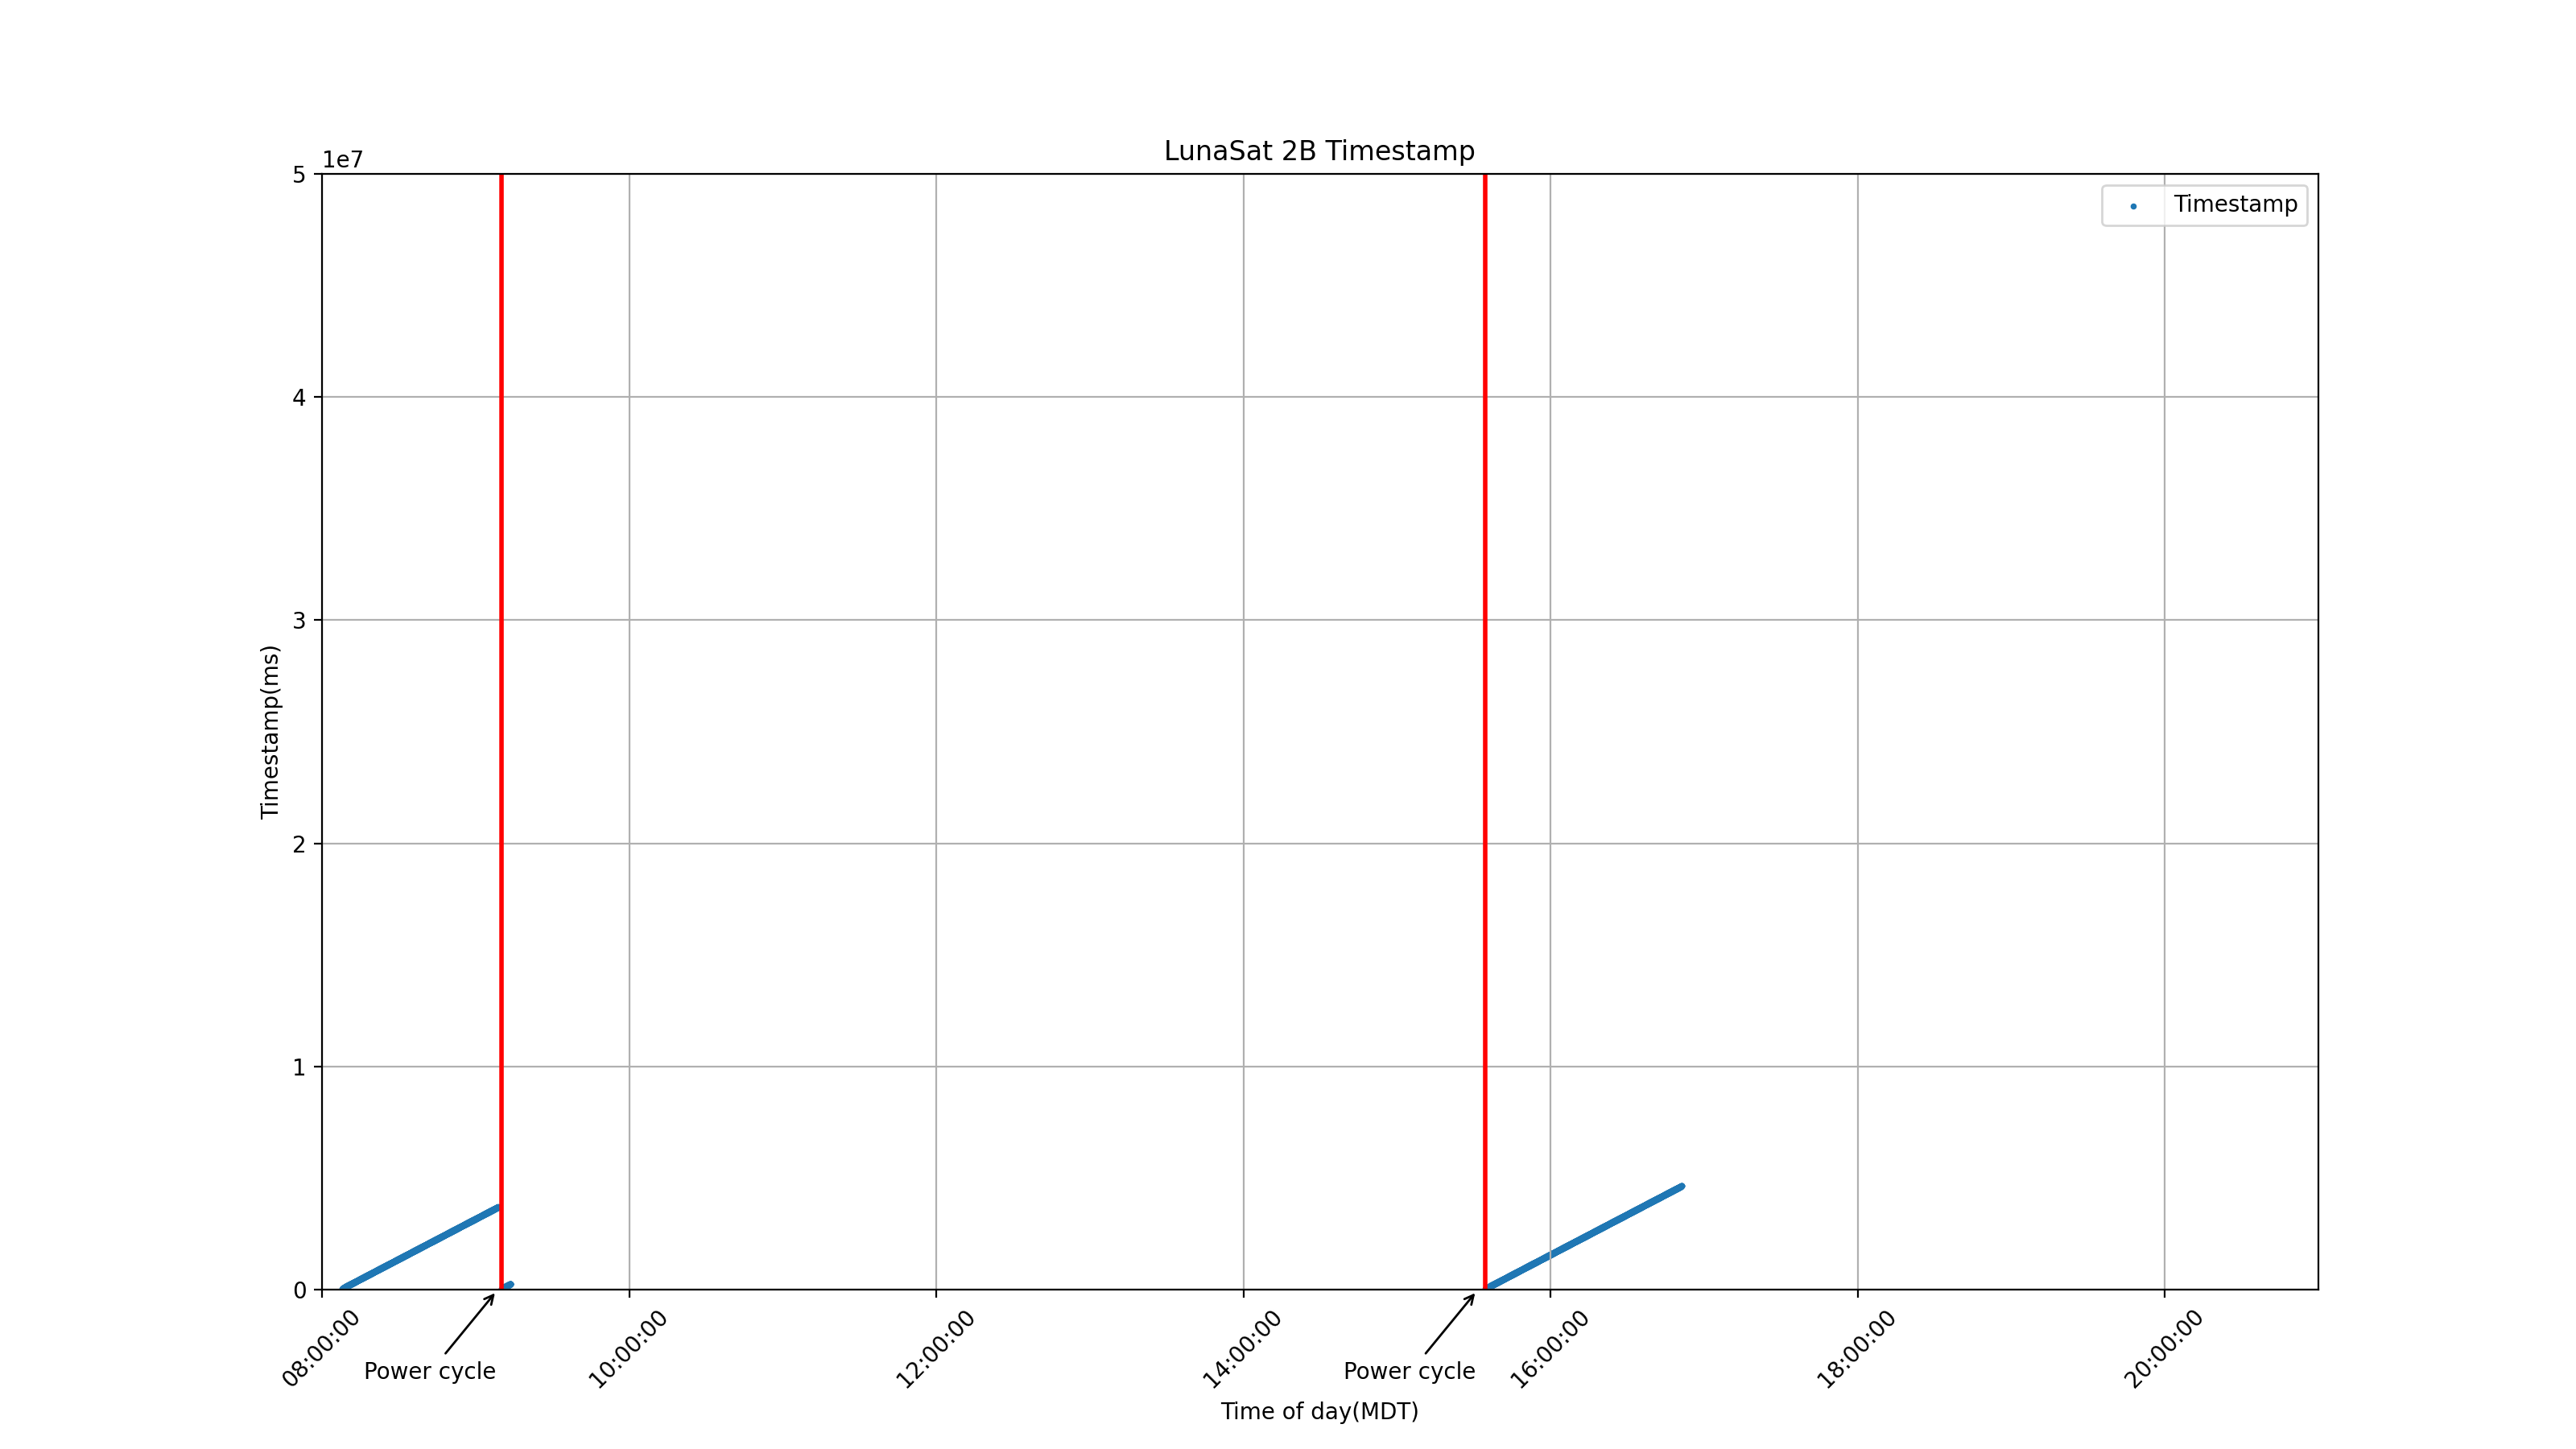 LunaSat 2B Timestamp
1e7
Timestamp
5
4
3
2
1
0
Timestamp(ms)
08:00:00
10:00:00
12:00:00
14:00:00
16:00:00
18:00:00
20:00:00
Power cycle
Power cycle
Time of day(MDT)